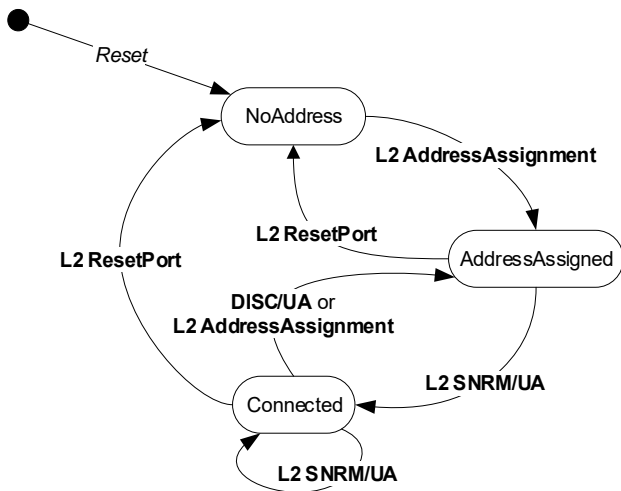 Reset
NoAddress
L2 AddressAssignment
L2 ResetPort
L2 ResetPort
AddressAssigned
DISC/UA or
L2 AddressAssignment
L2 SNRM/UA
Connected
L2 SNRM/UA